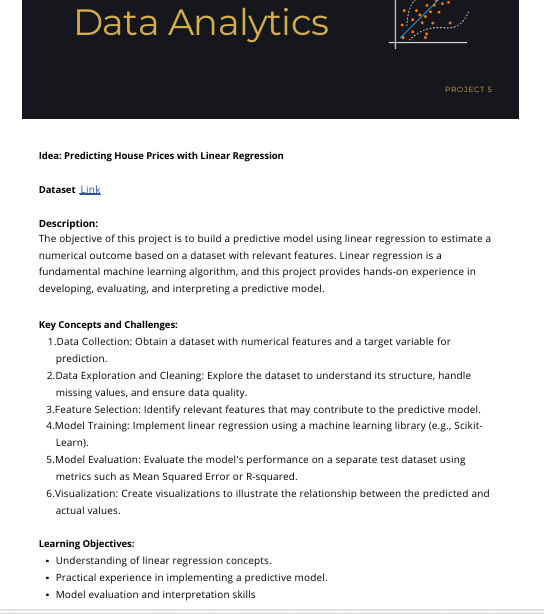 Data Analytics
PROJECT 5
Idea: Predicting House Prices with Linear Regression
Dataset Link
Description:
The objective of this project is to build a predictive model using linear regression to estimate a
numerical outcome based on a dataset with relevant features. Linear regression is a
fundamental machine learning algorithm, and this project provides hands-on experience in
developing, evaluating, and interpreting a predictive model.
Key Concepts and Challenges:
1.Data Collection: Obtain a dataset with numerical features and a target variable for
prediction.
2.Data Exploration and Cleaning: Explore the dataset to understand its structure, handle
missing values, and ensure data quality.
3.Feature Selection: Identify relevant features that may contribute to the predictive model.
4.Model Training: Implement linear regression using a machine learning library (e.g., Scikit-
Learn).
5.Model Evaluation: Evaluate the model's performance on a separate test dataset using
metrics such as Mean Squared Error or R-squared.
6.Visualization: Create visualizations to illustrate the relationship between the predicted and
actual values.
Learning Objectives:
• Understanding of linear regression concepts.
• Practical experience in implementing a predictive model.
• Model evaluation and interpretation skills